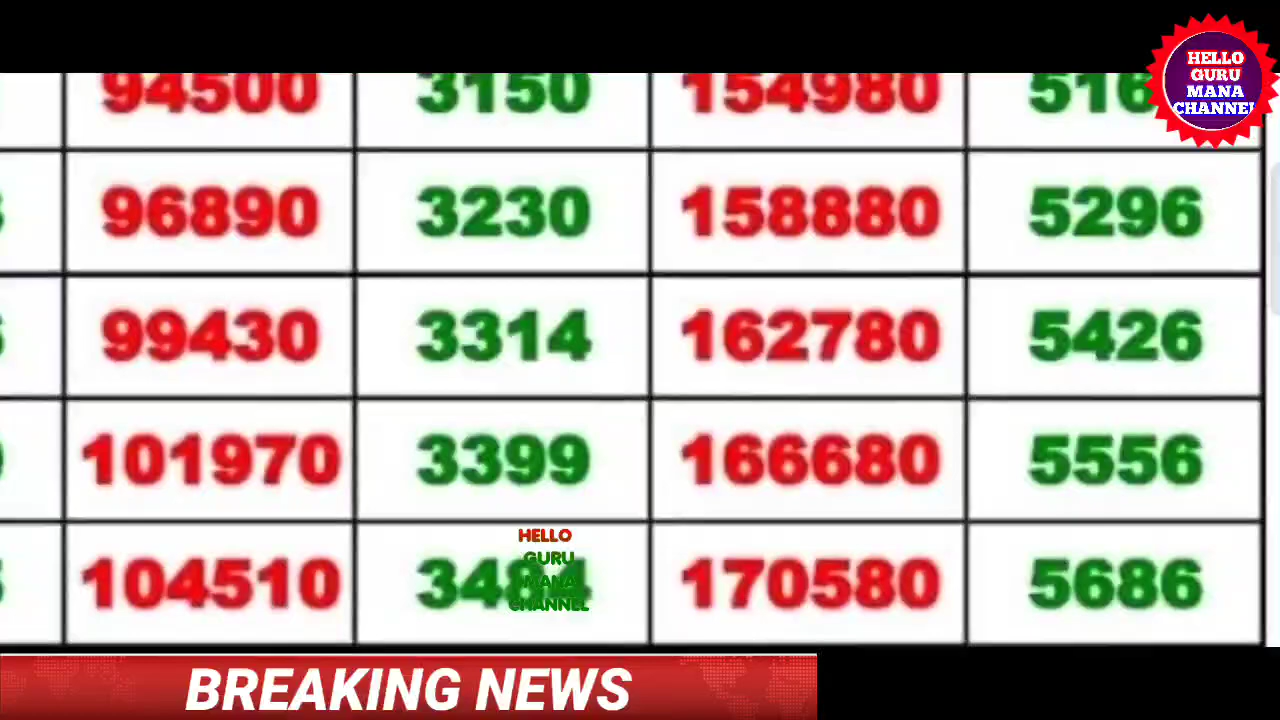 94500 3150 154980
96890 3230 158880 5296
99430 3314 162780 5426
101970 3399 166680 5556
104510 3484 170580 5686
HELLO
GURU
MANA
CHANNEL
HELLO
GURU
MANA
CHANNEL
BREAKING NEWS